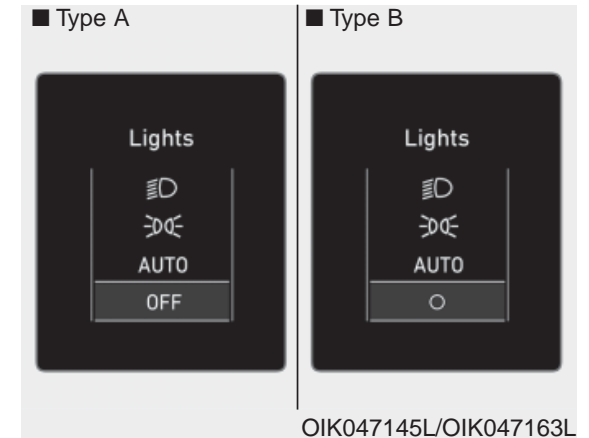 ■ Type A
Lights
AUTO
OFF
■ Type B
Lights
AUTO
O
OIK047145L/OIK047163L